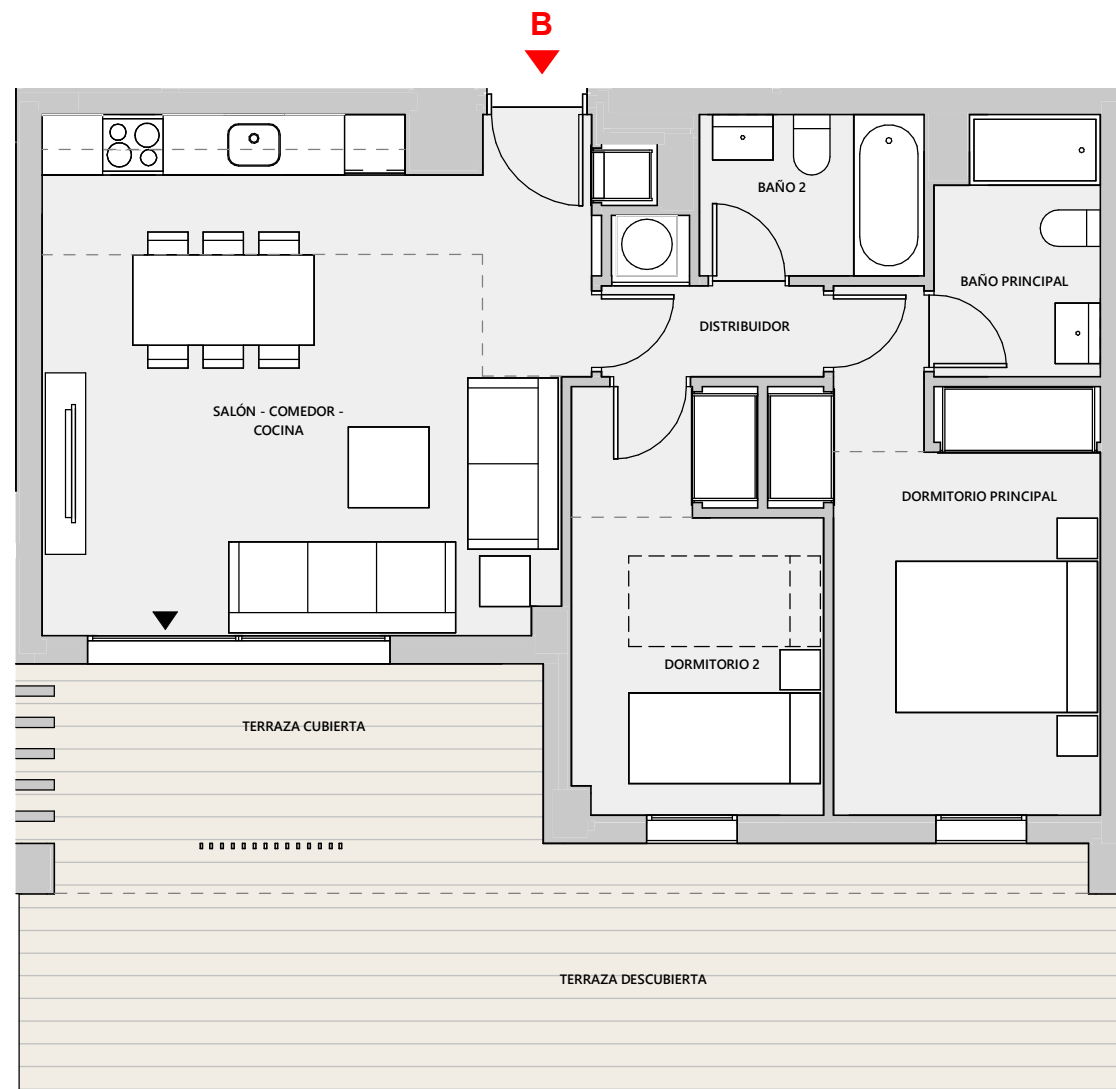 B
BAÑO 2
BAÑO PRINCIPAL
DISTRIBUIDOR
SALÓN - COMEDOR -
COCINA
DORMITORIO PRINCIPAL
DORMITORIO 2
TERRAZA CUBIERTA
TERRAZA DESCUBIERTA